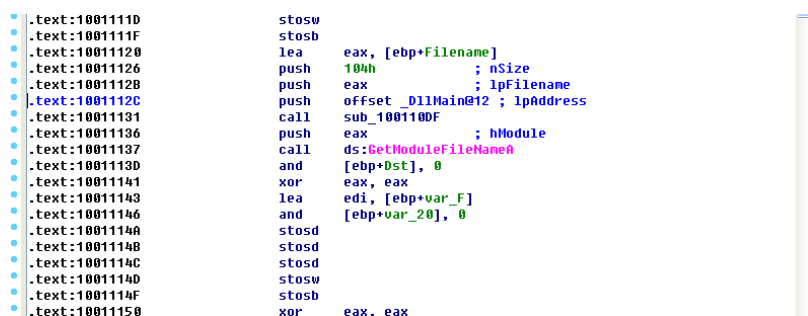 .text:1001111D stosw
.text:1001111F stosb
.text:10011120 lea eax, [ebp+Filename]
.text:10011126 push 104h ; nSize
.text:1001112B push eax ; lpFilename
.text:1001112C push offset _DllMain@12 ; lpAddress
.text:10011131 call sub_100110DF
.text:10011136 push eax ; hModule
.text:10011137 call ds:GetModuleFileNameA
.text:1001113D and [ebp+Dst], 0
.text:10011141 xor eax, eax
.text:10011143 lea edi, [ebp+var_F]
.text:10011146 and [ebp+var_20], 0
.text:1001114A stosd
.text:1001114B stosd
.text:1001114C stosd
.text:1001114D stosw
.text:1001114F stosb
.text:10011150 xor eax, eax